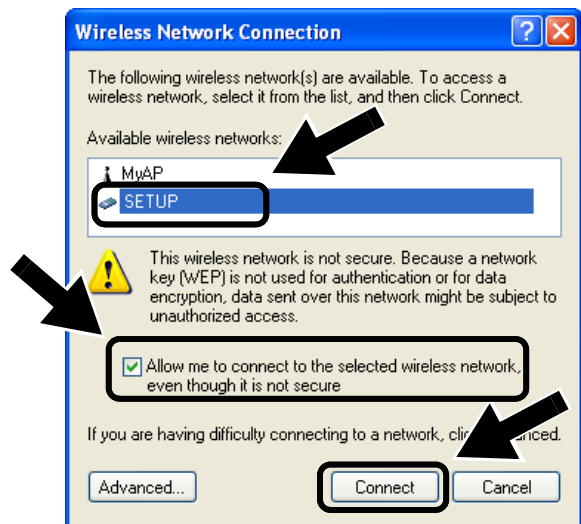 Wireless Network Connection
The following wireless network(s) are available. To access a
wireless network, select it from the list, and then click Connect.
Available wireless networks:
MyAP
SETUP
This wireless network is not secure. Because a network
key (WEP) is not used for authentication or for data
encryption, data sent over this network might be subject to
unauthorized access.
Allow me to connect to the selected wireless network,
even though it is not secure
If you are having difficulty connecting to a network,
Advanced... Connect Cancel